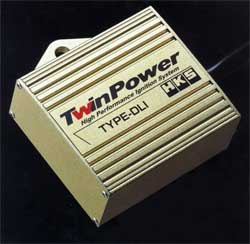 TwinPower
High Performance Ignition System
TYPE-DLI
HKS